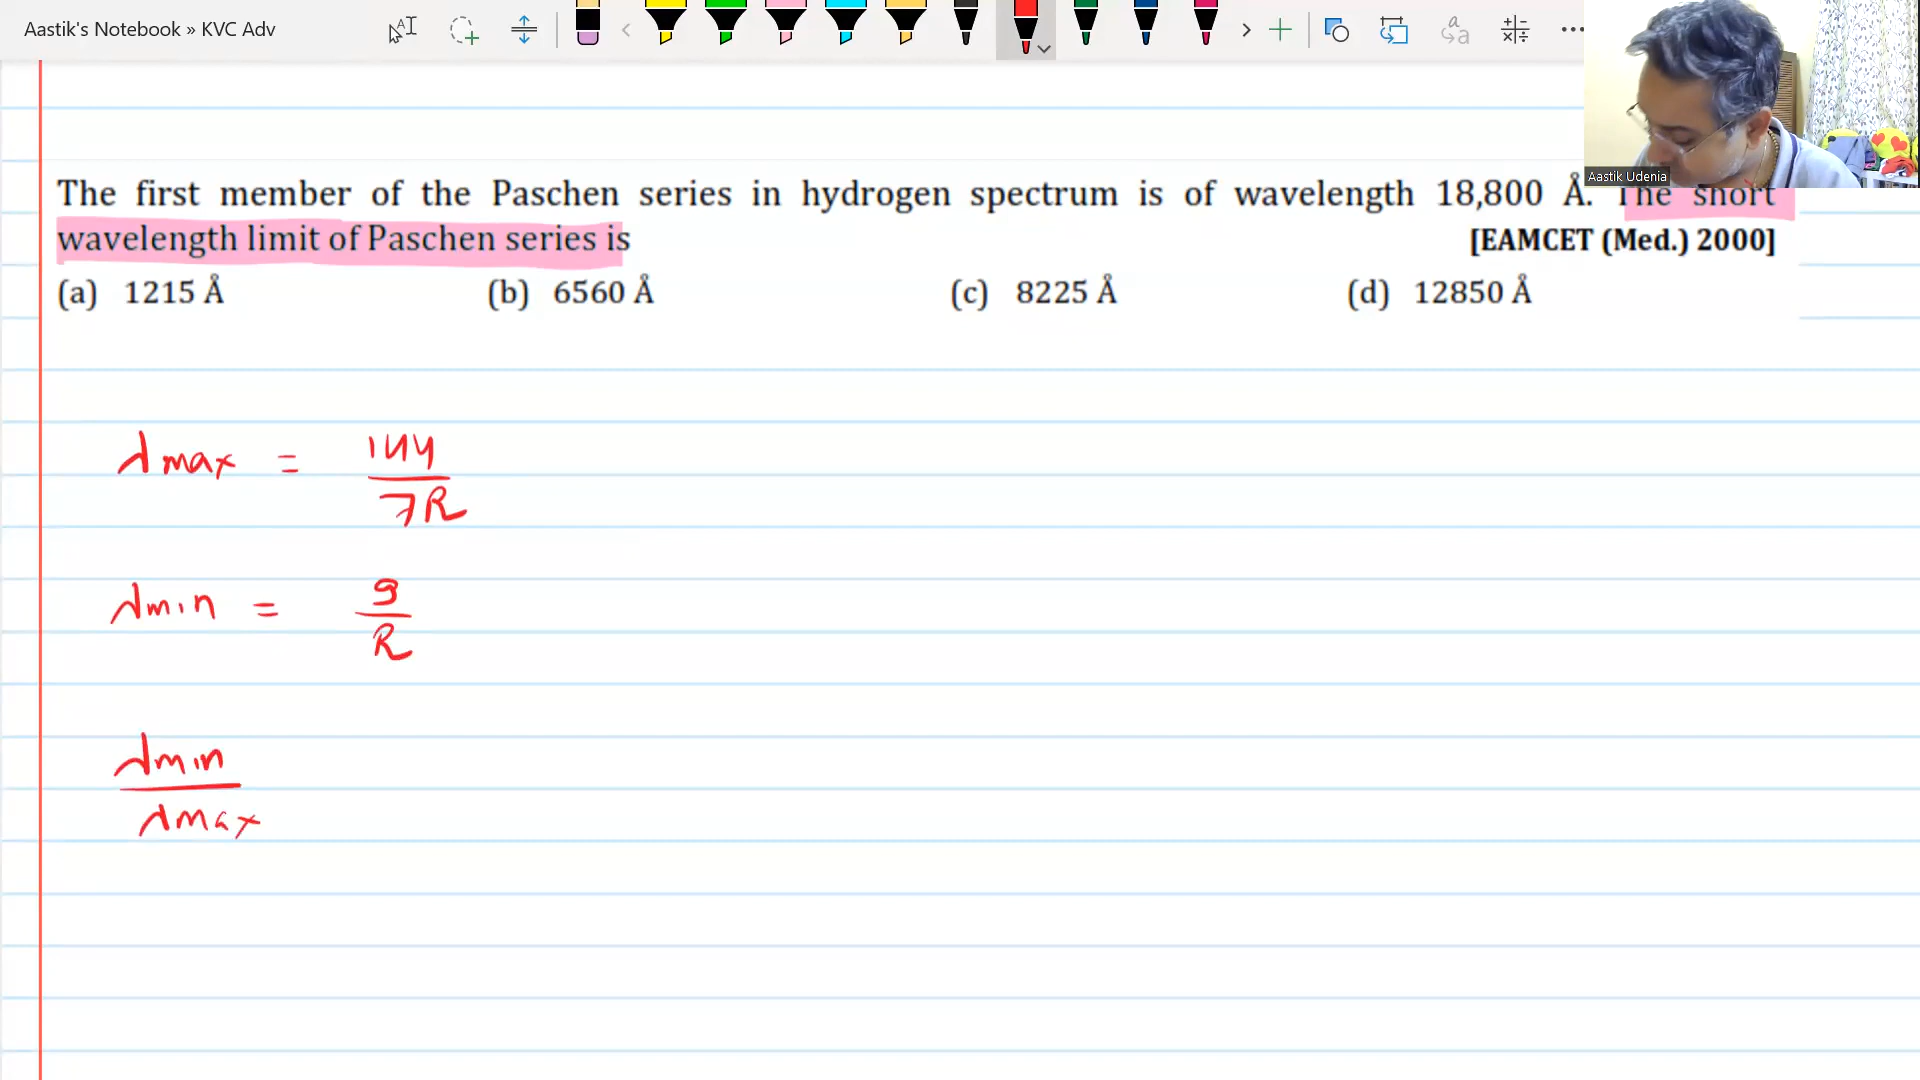 Aastik's Notebook » KVC Adv
Aastik Udenia
The first member of the Paschen series in hydrogen spectrum is of wavelength 18,800 Å. The short
wavelength limit of Paschen series is [EAMCET (Med.) 2000]
(a) 1215 Å (b) 6560 Å (c) 8225 Å (d) 12850 Å
λmax = 144
7R
λmin = 9
R
λmin
λmax